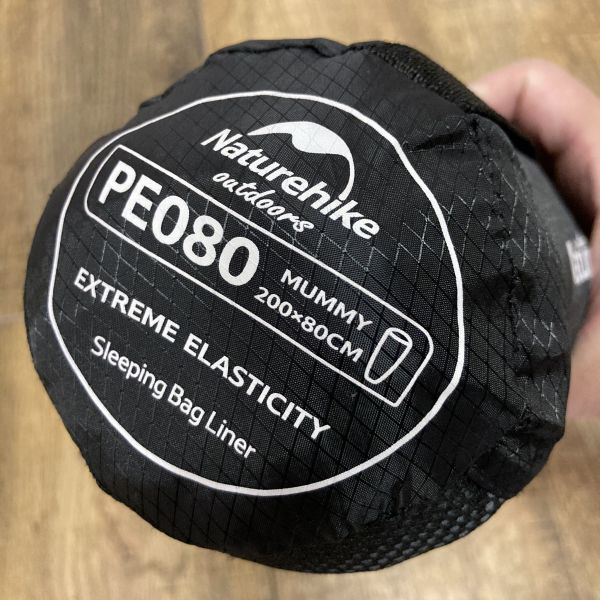 Naturehike
outdoors
PE080
MUMMY
200×80CM
EXTREME ELASTICITY
Sleeping Bag Liner